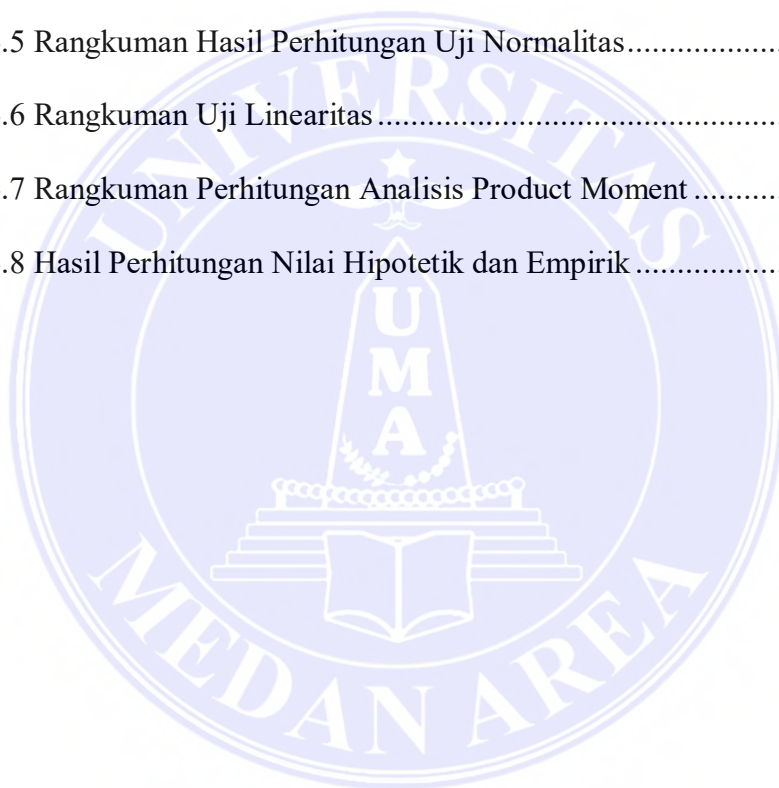 .5 Rangkuman Hasil Perhitungan Uji Normalitas...................
.6 Rangkuman Uji Linearitas.................................................
.7 Rangkuman Perhitungan Analisis Product Moment...........
.8 Hasil Perhitungan Nilai Hipotetik dan Empirik..................
UNIVERSITAS
U
M
A
MEDAN AREA